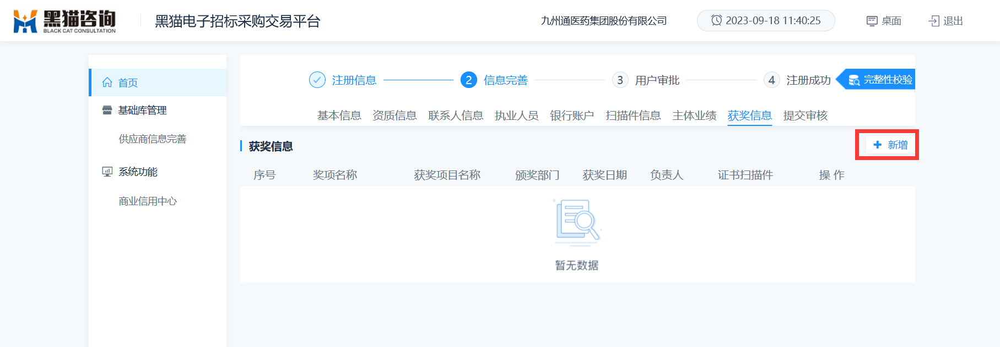 黑猫咨询
BLACK CAT CONSULTATION
黑猫电子招标采购交易平台
九州通医药集团股份有限公司
2023-09-18 11:40:25
桌面
退出
首页
基础库管理
供应商信息完善
系统功能
商业信用中心
注册信息
2 信息完善
3 用户审批
4 注册成功
完整性校验
基本信息 资质信息 联系人信息 执业人员 银行账户 扫描件信息 主体业绩 获奖信息 提交审核
获奖信息
+ 新增
序号 奖项名称 获奖项目名称 颁奖部门 获奖日期 负责人 证书扫描件 操 作
暂无数据